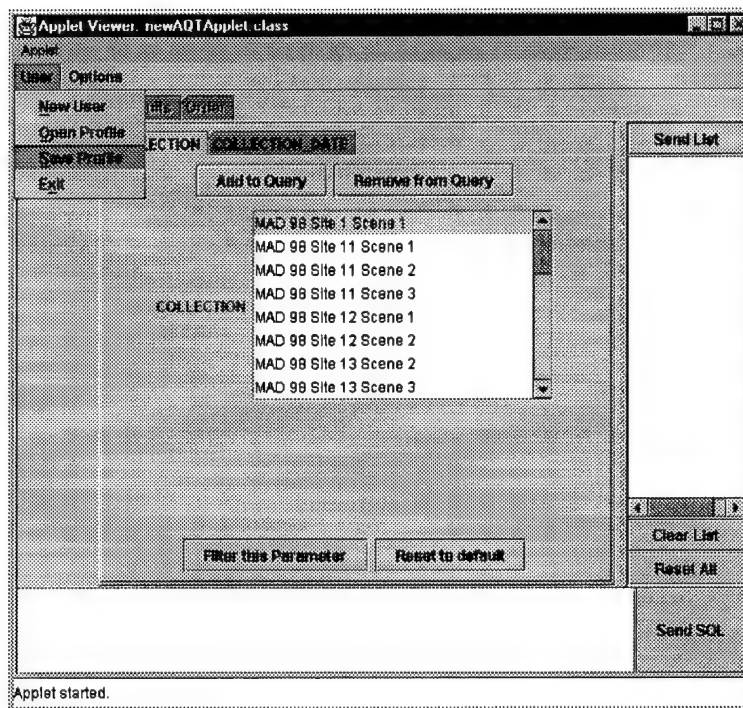 Applet Viewer: newAQTApplet.class
Applet
User Options
New User
Order
Open Profile
COLLECTION_DATE
Send List
Save Profile
Exit
Add to Query Remove from Query
MAD 98 Site 1 Scene 1
MAD 98 Site 11 Scene 1
MAD 98 Site 11 Scene 2
MAD 98 Site 11 Scene 3
COLLECTION
MAD 98 Site 12 Scene 1
MAD 98 Site 12 Scene 2
MAD 98 Site 13 Scene 2
MAD 98 Site 13 Scene 3
Clear List
Filter this Parameter Reset to default
Reset All
Send SQL
Applet started.